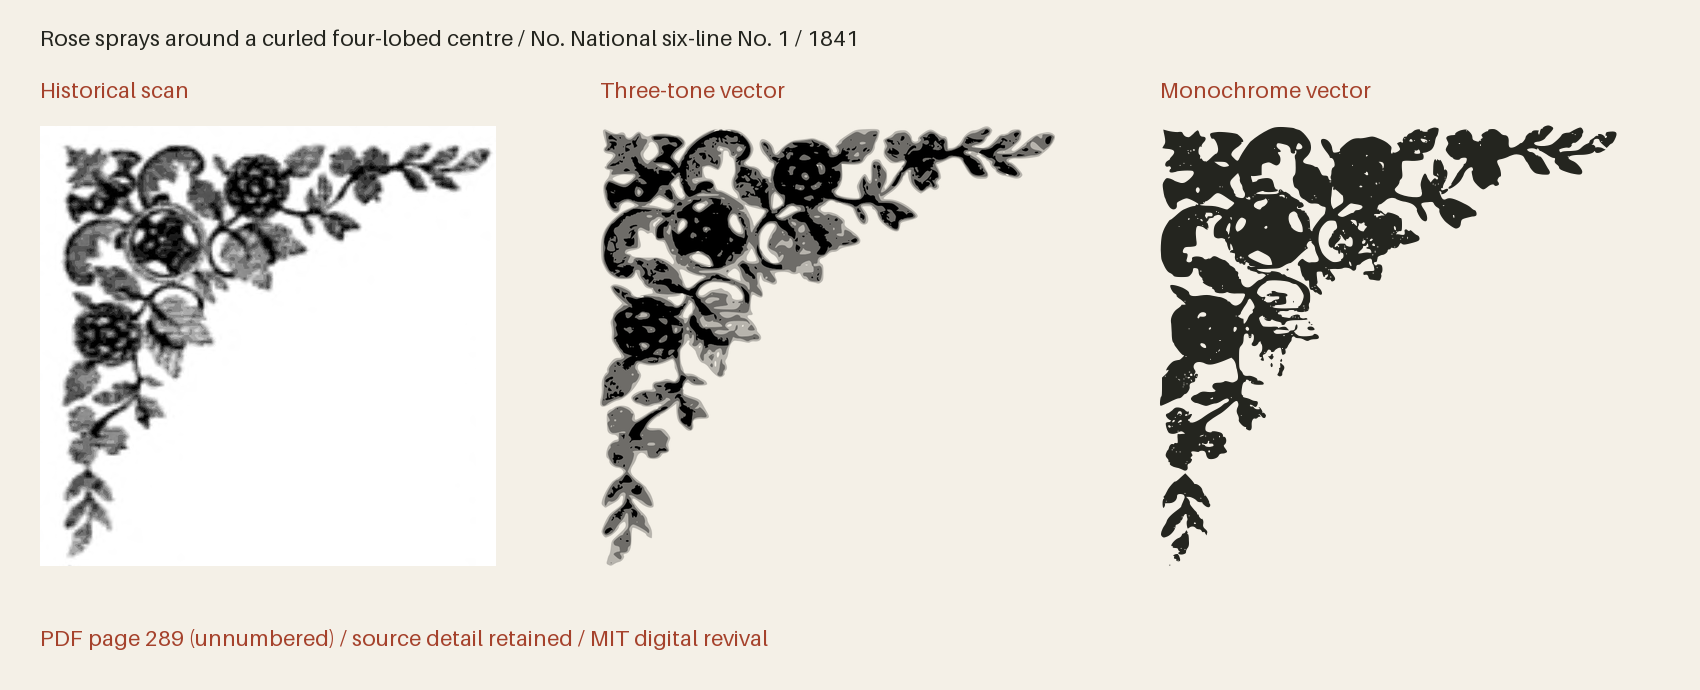 Rose sprays around a curled four-lobed centre / No. National six-line No. 1 / 1841
Historical scan
Three-tone vector
Monochrome vector
PDF page 289 (unnumbered) / source detail retained / MIT digital revival